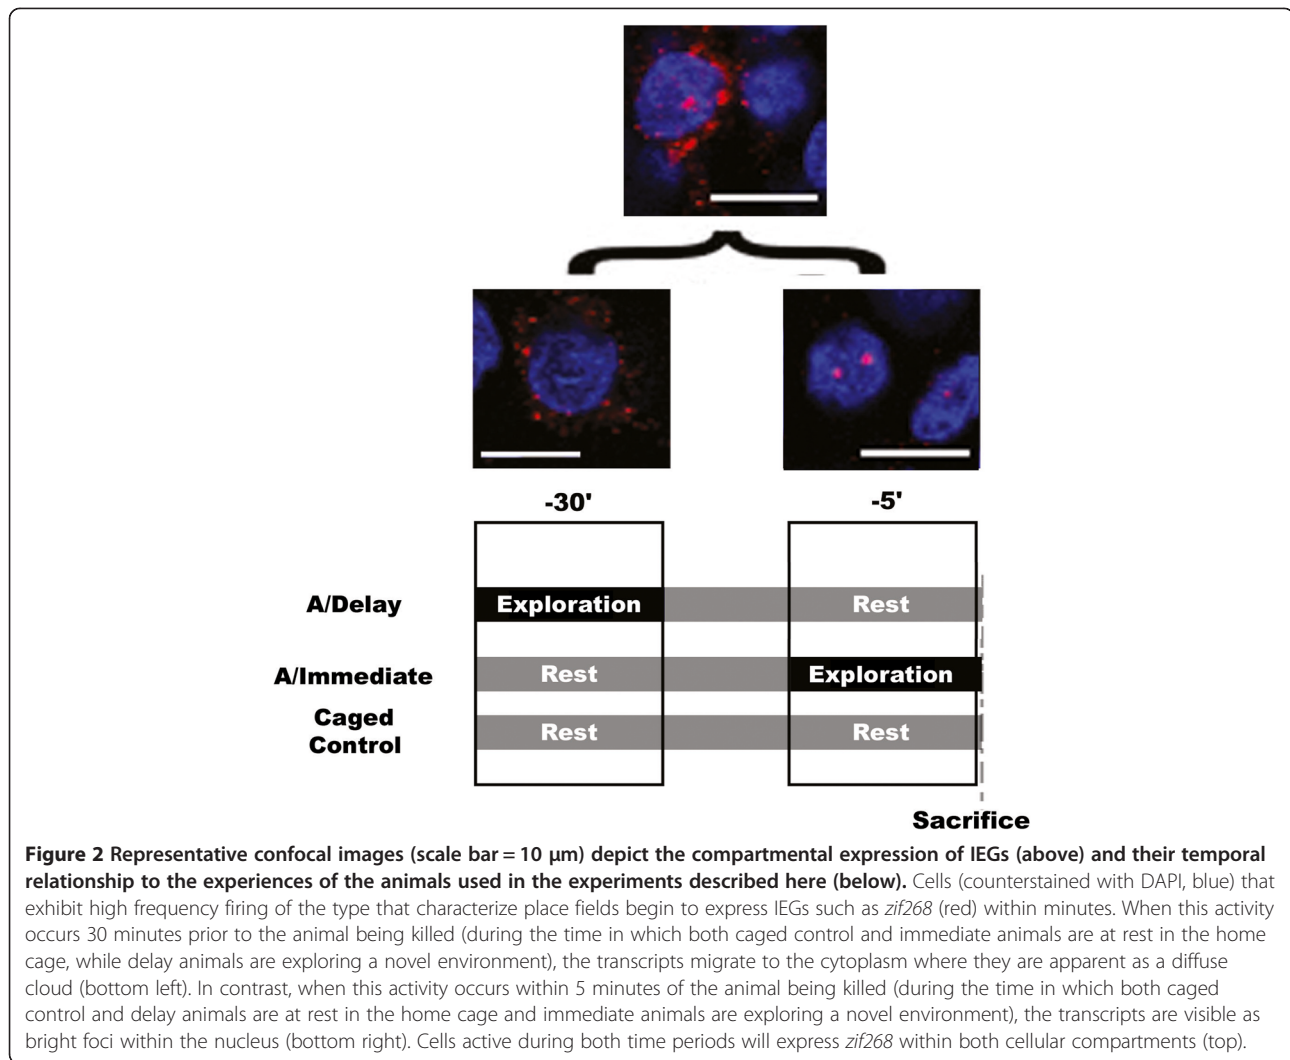 -30' -5'
A/Delay Exploration Rest
A/Immediate Rest Exploration
Caged
Control Rest Rest
Sacrifice
Figure 2 Representative confocal images (scale bar = 10 μm) depict the compartmental expression of IEGs (above) and their temporal
relationship to the experiences of the animals used in the experiments described here (below). Cells (counterstained with DAPI, blue) that
exhibit high frequency firing of the type that characterize place fields begin to express IEGs such as zif268 (red) within minutes. When this activity
occurs 30 minutes prior to the animal being killed (during the time in which both caged control and immediate animals are at rest in the home
cage, while delay animals are exploring a novel environment), the transcripts migrate to the cytoplasm where they are apparent as a diffuse
cloud (bottom left). In contrast, when this activity occurs within 5 minutes of the animal being killed (during the time in which both caged
control and delay animals are at rest in the home cage and immediate animals are exploring a novel environment), the transcripts are visible as
bright foci within the nucleus (bottom right). Cells active during both time periods will express zif268 within both cellular compartments (top).